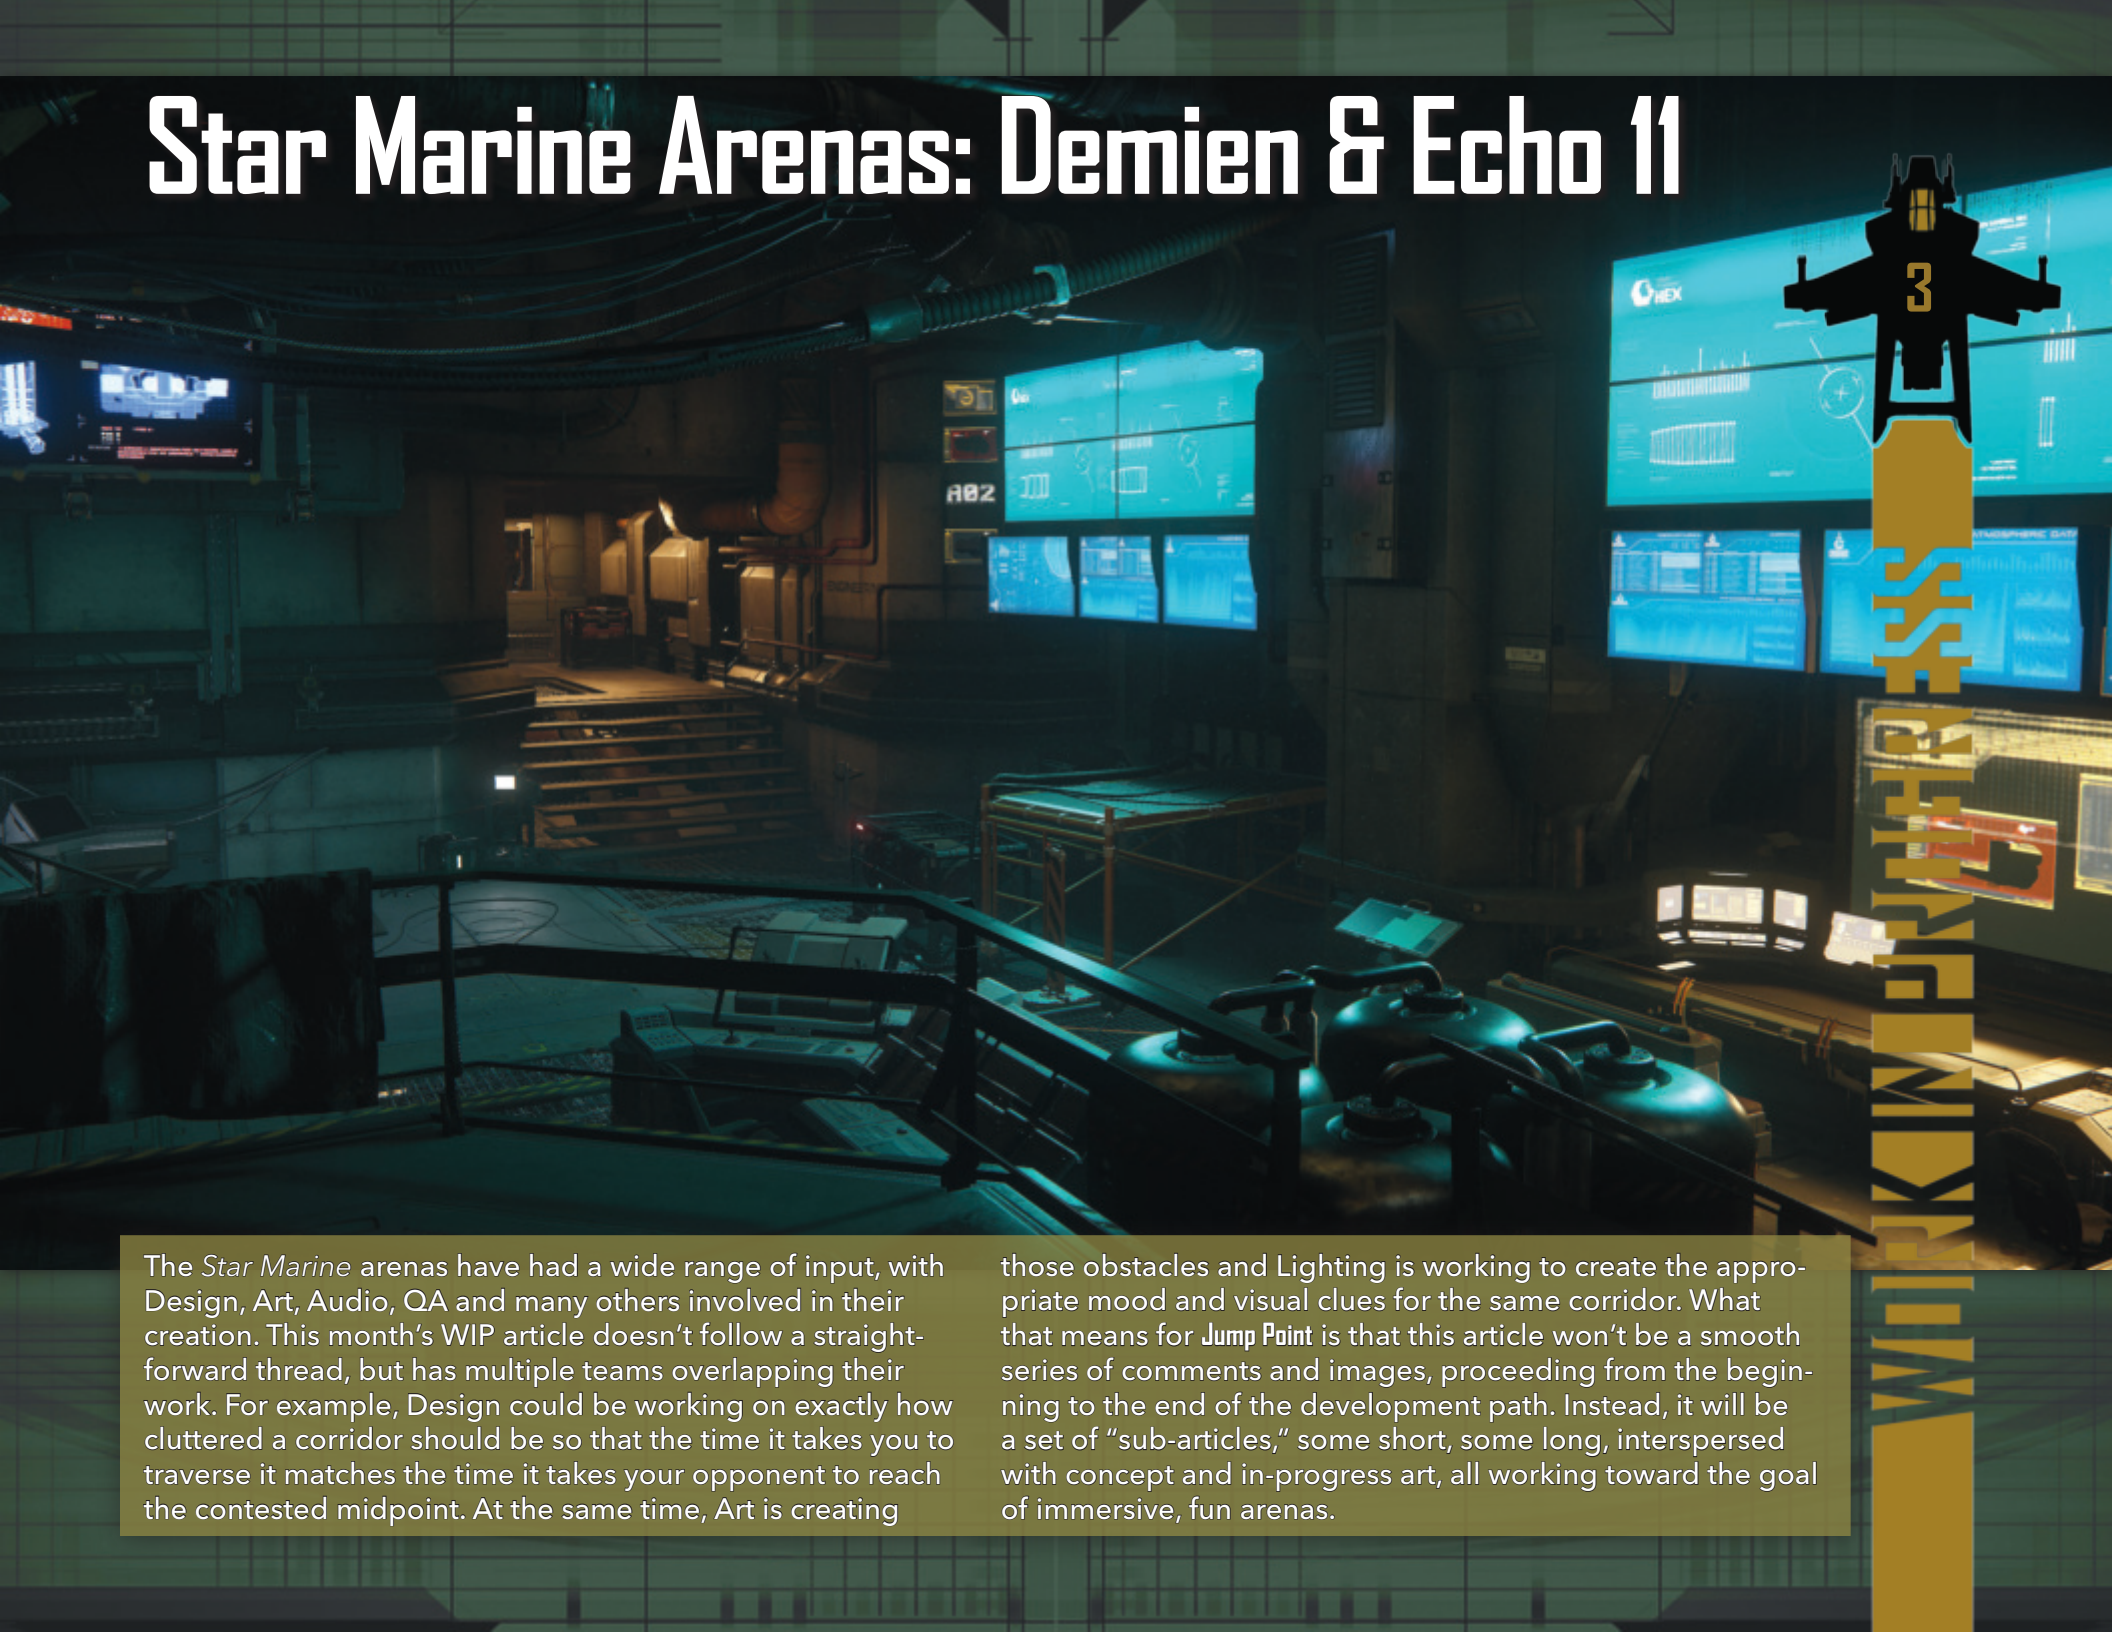 Star Marine Arenas: Demien & Echo 11
3
HEX
A02
ATMOSPHERIC DATA
WORK IN PROGRESS
The Star Marine arenas have had a wide range of input, with
Design, Art, Audio, QA and many others involved in their
creation. This month’s WIP article doesn’t follow a straight-
forward thread, but has multiple teams overlapping their
work. For example, Design could be working on exactly how
cluttered a corridor should be so that the time it takes you to
traverse it matches the time it takes your opponent to reach
the contested midpoint. At the same time, Art is creating
those obstacles and Lighting is working to create the appro-
priate mood and visual clues for the same corridor. What
that means for Jump Point is that this article won’t be a smooth
series of comments and images, proceeding from the begin-
ning to the end of the development path. Instead, it will be
a set of “sub-articles,” some short, some long, interspersed
with concept and in-progress art, all working toward the goal
of immersive, fun arenas.